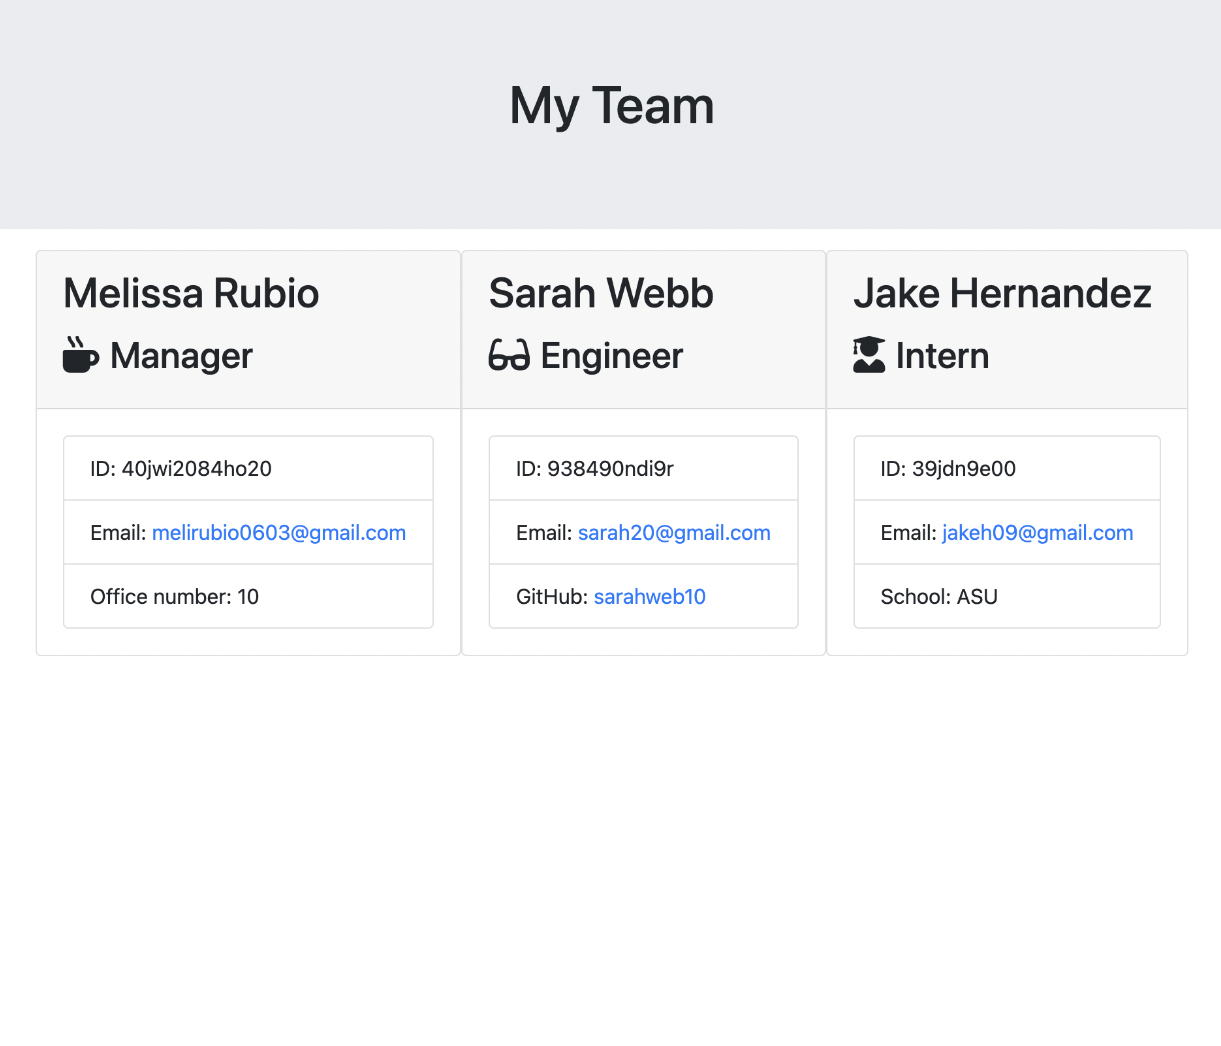 My Team
Melissa Rubio
Manager
ID: 40jwi2084ho20
Email: melirubio0603@gmail.com
Office number: 10
Sarah Webb
Engineer
ID: 938490ndi9r
Email: sarah20@gmail.com
GitHub: sarahweb10
Jake Hernandez
Intern
ID: 39jdn9e00
Email: jakeh09@gmail.com
School: ASU